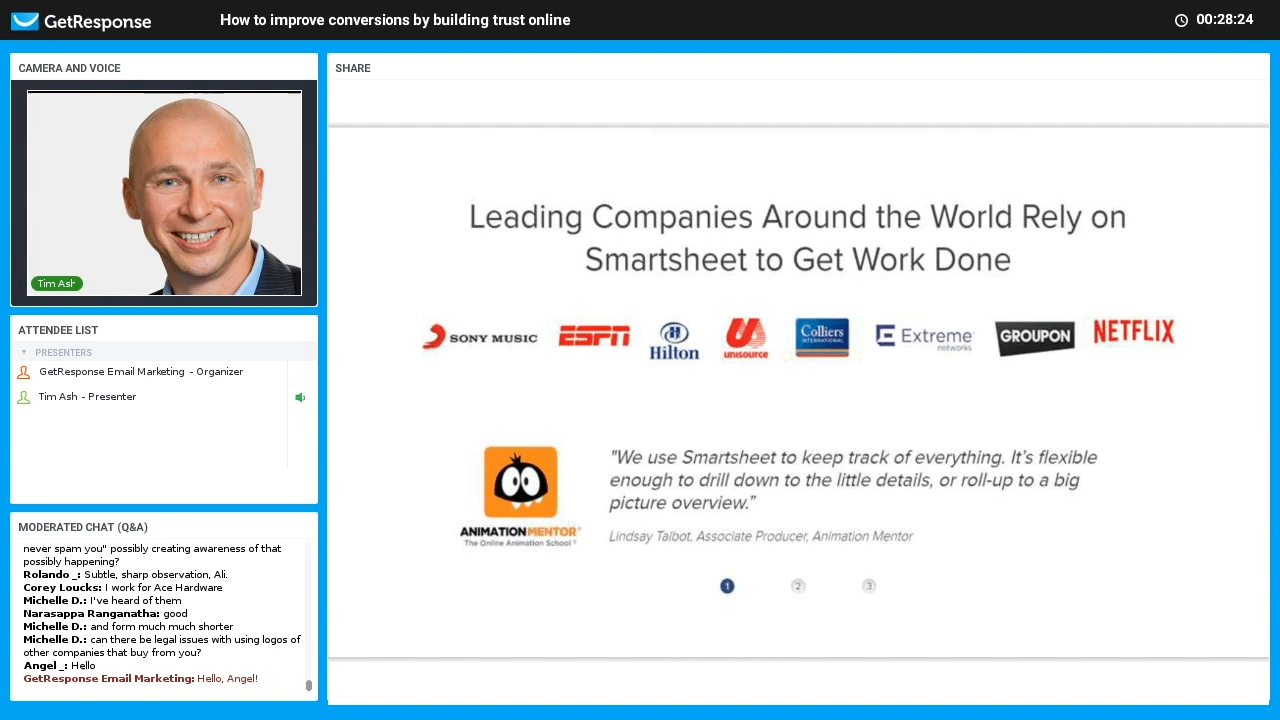 GetResponse
How to improve conversions by building trust online
00:28:24
CAMERA AND VOICE
Tim Ash
ATTENDEE LIST
PRESENTERS
GetResponse Email Marketing - Organizer
Tim Ash - Presenter
MODERATED CHAT (Q&A)
never spam you" possibly creating awareness of that
possibly happening?
Rolando _: Subtle, sharp observation, Ali.
Corey Loucks: I work for Ace Hardware
Michelle D.: I've heard of them
Narasappa Ranganatha: good
Michelle D.: and form much much shorter
Michelle D.: can there be legal issues with using logos of
other companies that buy from you?
Angel _: Hello
GetResponse Email Marketing: Hello, Angel!
SHARE
Leading Companies Around the World Rely on
Smartsheet to Get Work Done
SONY MUSIC
ESPN
Hilton
UNISOURCE
Colliers
INTERNATIONAL
Extreme
networks
GROUPON
NETFLIX
ANIMATIONMENTOR®
The Online Animation School®
"We use Smartsheet to keep track of everything. It's flexible
enough to drill down to the little details, or roll-up to a big
picture overview."
Lindsay Talbot, Associate Producer, Animation Mentor
1
2
3